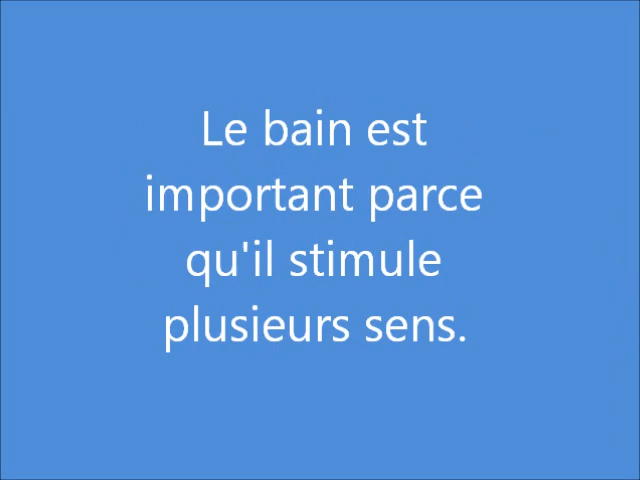 Le bain est
important parce
qu'il stimule
plusieurs sens.